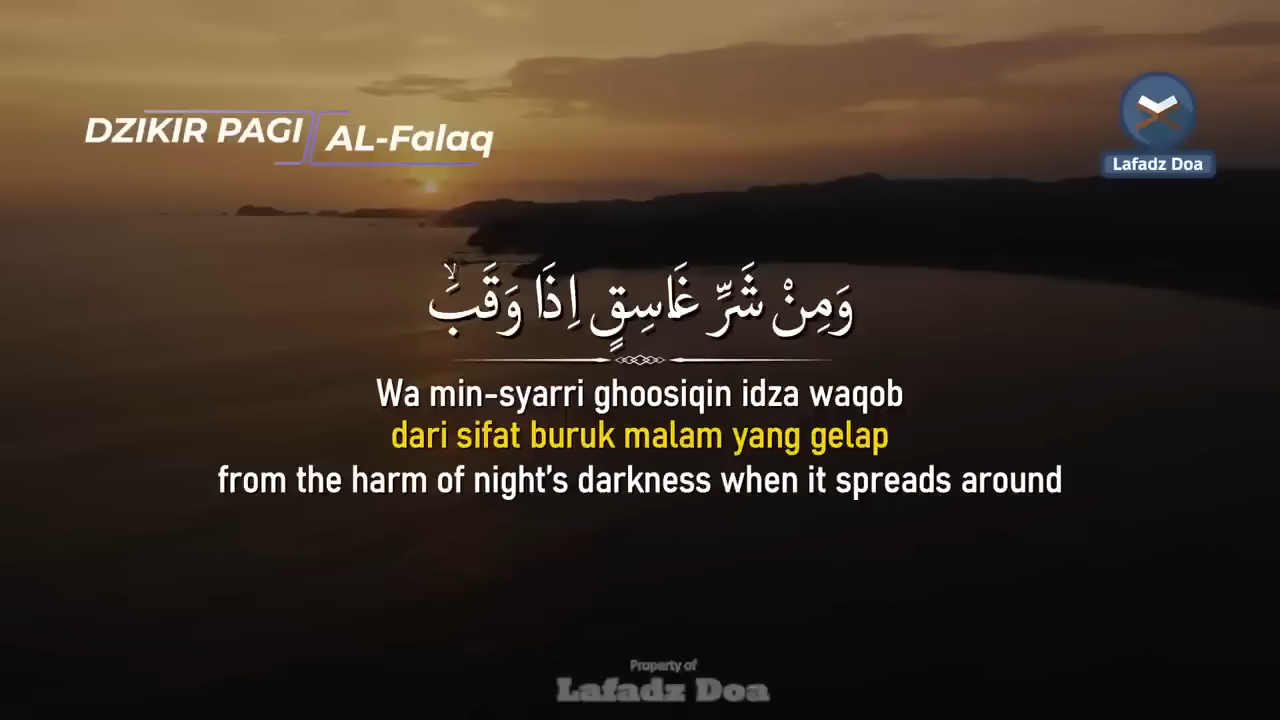 DZIKIR PAGI
AL-Falaq
Lafadz Doa
وَمِنْ شَرِّ غَاسِقٍ اِذَا وَقَبَۙ
Wa min-syarri ghoosiqin idza waqob
dari sifat buruk malam yang gelap
from the harm of night's darkness when it spreads around
Property of
Lafadz Doa